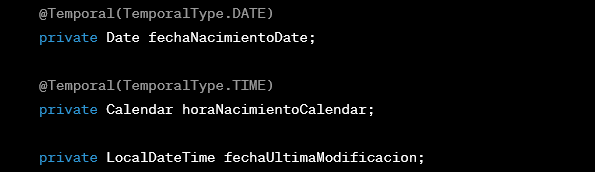 @Temporal(TemporalType.DATE)
private Date fechaNacimientoDate;
@Temporal(TemporalType.TIME)
private Calendar horaNacimientoCalendar;
private LocalDateTime fechaUltimaModificacion;